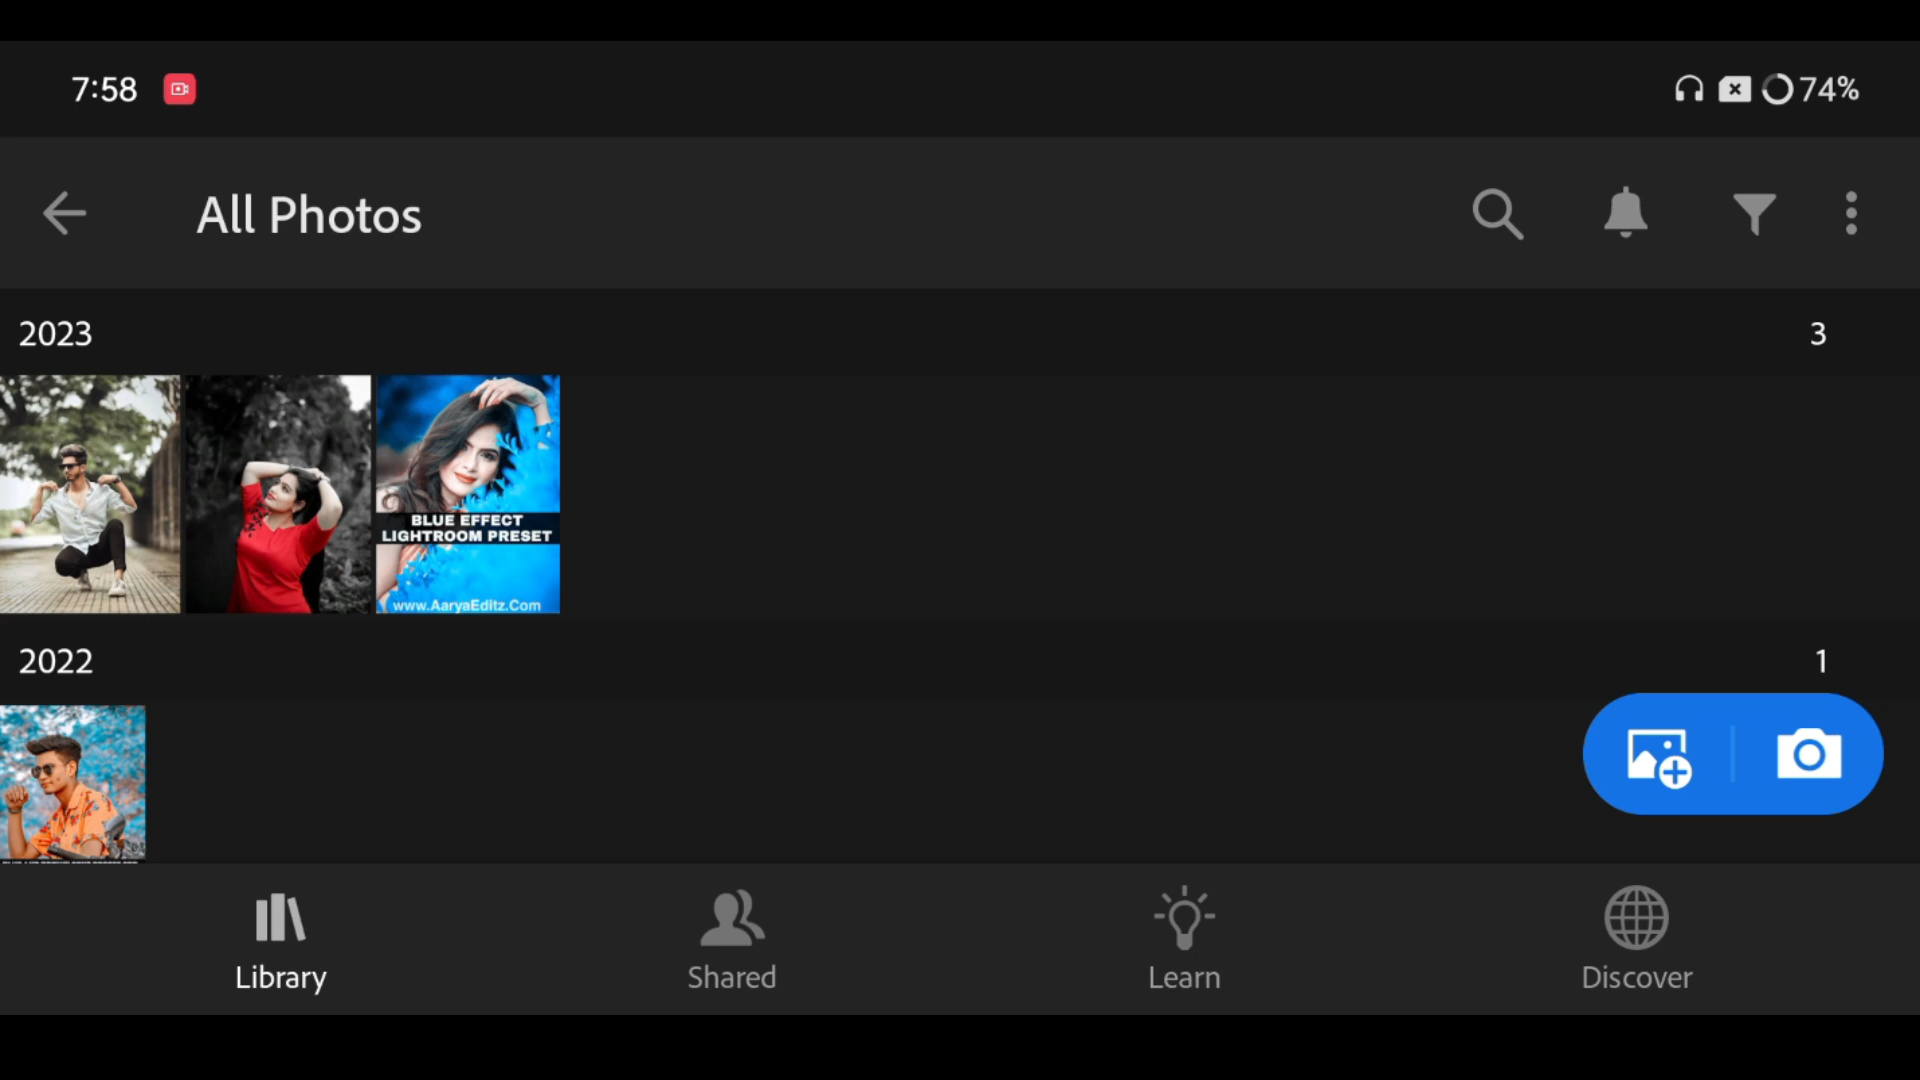 7:58
74%
All Photos
2023
3
BLUE EFFECT
LIGHTROOM PRESET
www.AaryaEditz.Com
2022
1
Library
Shared
Learn
Discover